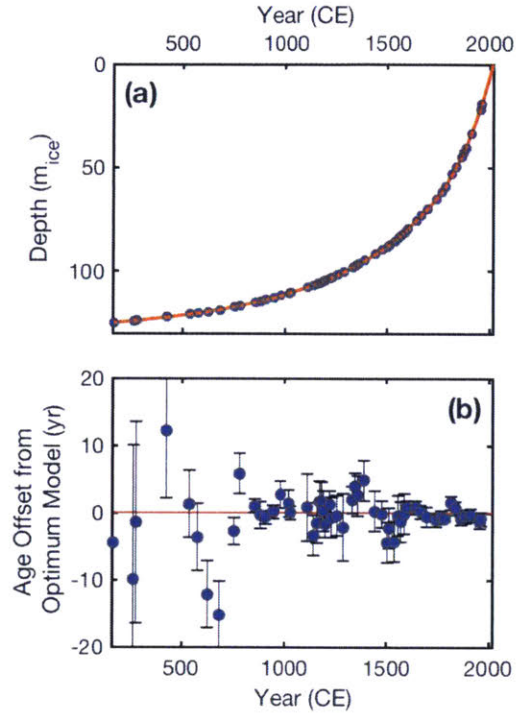 Year (CE)
500 1000 1500 2000
0
(a)
50
100
Depth (m_ice)
20
(b)
10
0
-10
-20
Age Offset from
Optimum Model (yr)
500 1000 1500 2000
Year (CE)